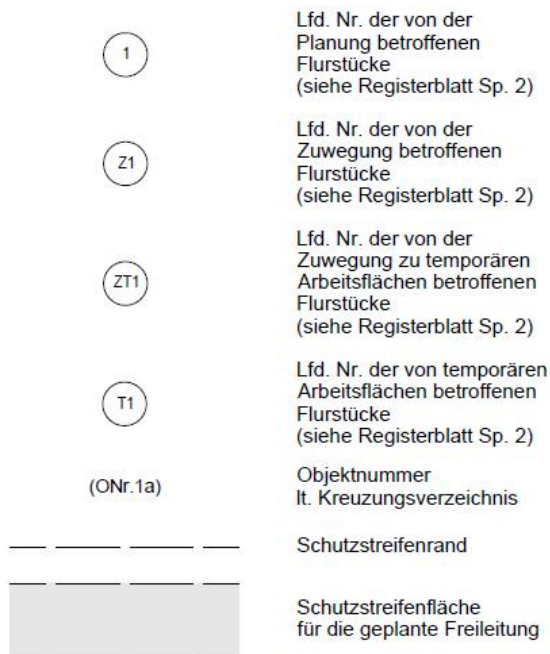 1
Lfd. Nr. der von der
Planung betroffenen
Flurstücke
(siehe Registerblatt Sp. 2)
Z1
Lfd. Nr. der von der
Zuwegung betroffenen
Flurstücke
(siehe Registerblatt Sp. 2)
ZT1
Lfd. Nr. der von der
Zuwegung zu temporären
Arbeitsflächen betroffenen
Flurstücke
(siehe Registerblatt Sp. 2)
T1
Lfd. Nr. der von temporären
Arbeitsflächen betroffenen
Flurstücke
(siehe Registerblatt Sp. 2)
(ONr.1a)
Objektnummer
lt. Kreuzungsverzeichnis
Schutzstreifenrand
Schutzstreifenfläche
für die geplante Freileitung